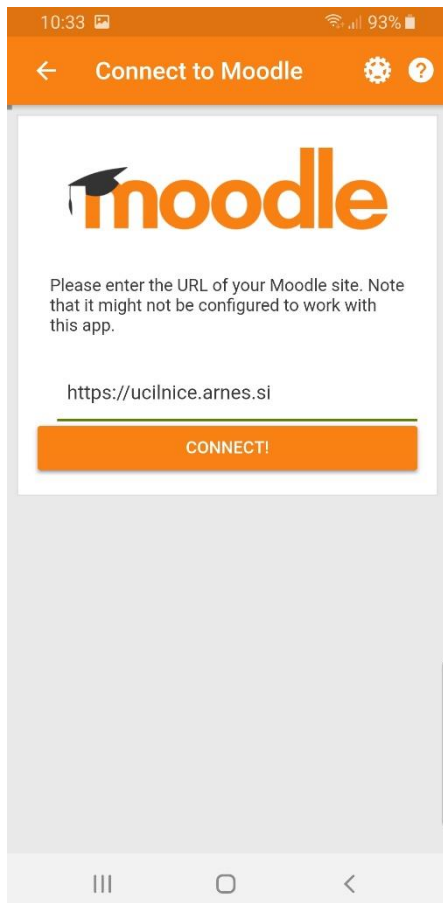 10:33 93%
Connect to Moodle
moodle
Please enter the URL of your Moodle site. Note
that it might not be configured to work with
this app.
https://ucilnice.arnes.si
CONNECT!